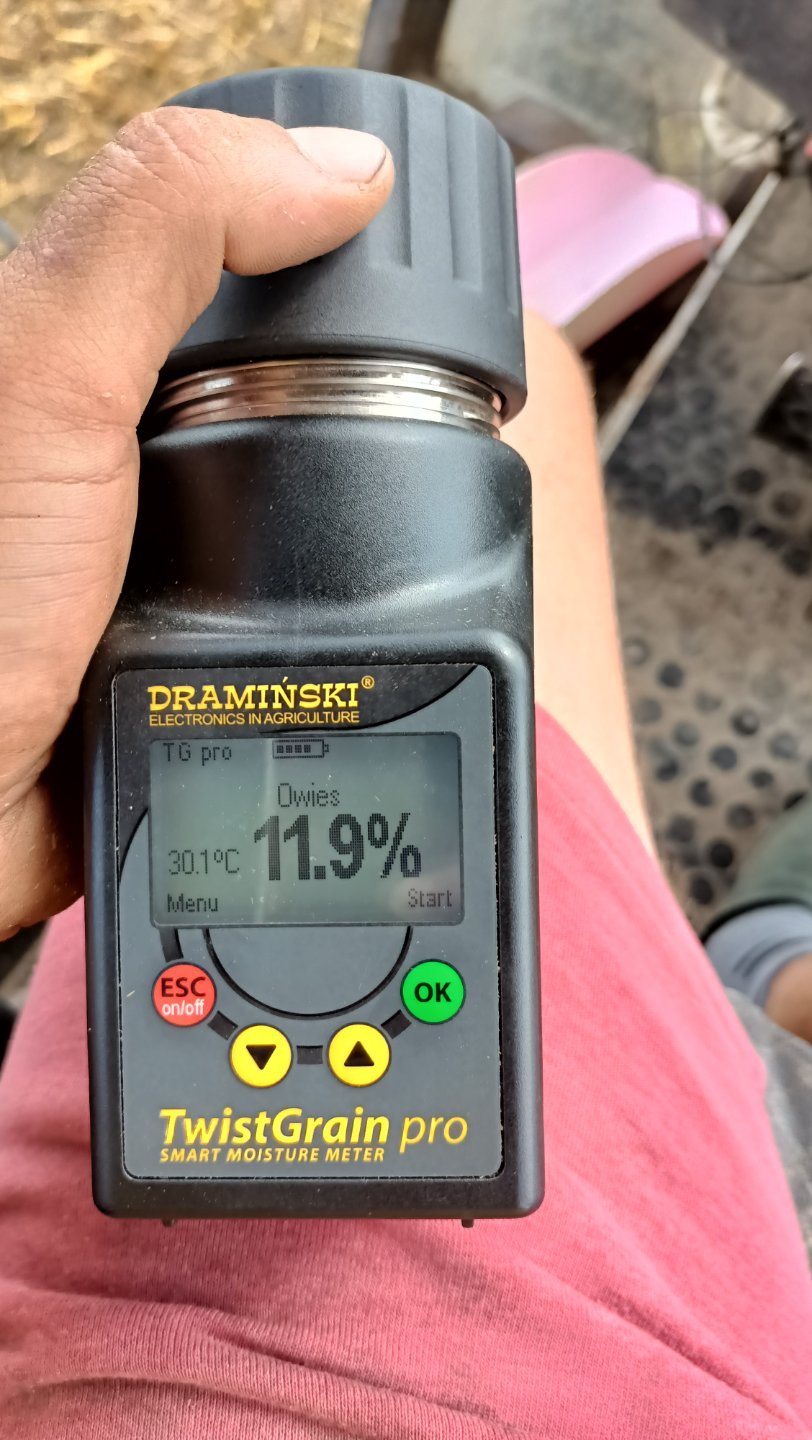 DRAMIŃSKI®
ELECTRONICS IN AGRICULTURE
TG pro
Owies
30.1ºC 11.9%
Menu Start
ESC
on/off
OK
TwistGrain pro
SMART MOISTURE METER